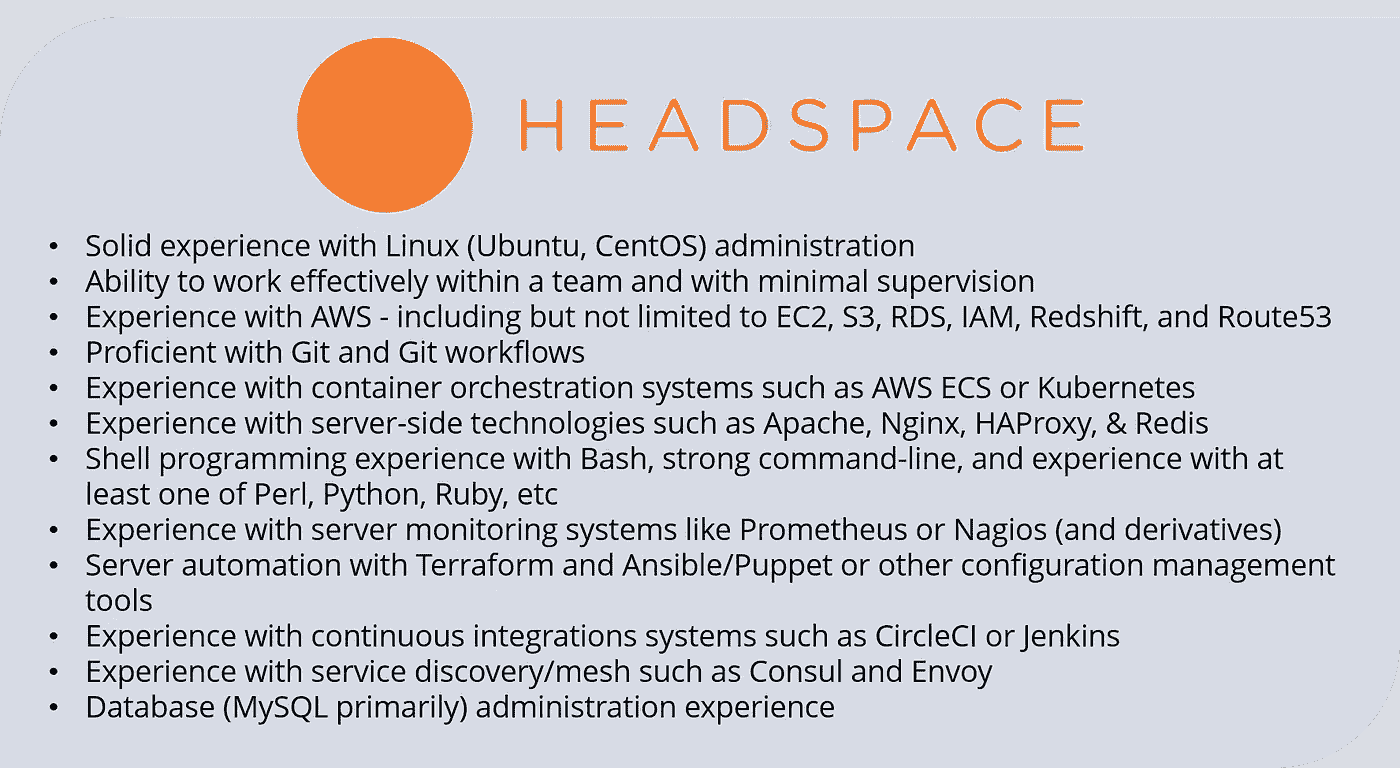 HEADSPACE
• Solid experience with Linux (Ubuntu, CentOS) administration
• Ability to work effectively within a team and with minimal supervision
• Experience with AWS - including but not limited to EC2, S3, RDS, IAM, Redshift, and Route53
• Proficient with Git and Git workflows
• Experience with container orchestration systems such as AWS ECS or Kubernetes
• Experience with server-side technologies such as Apache, Nginx, HAProxy, & Redis
• Shell programming experience with Bash, strong command-line, and experience with at
least one of Perl, Python, Ruby, etc
• Experience with server monitoring systems like Prometheus or Nagios (and derivatives)
• Server automation with Terraform and Ansible/Puppet or other configuration management
tools
• Experience with continuous integrations systems such as CircleCI or Jenkins
• Experience with service discovery/mesh such as Consul and Envoy
• Database (MySQL primarily) administration experience